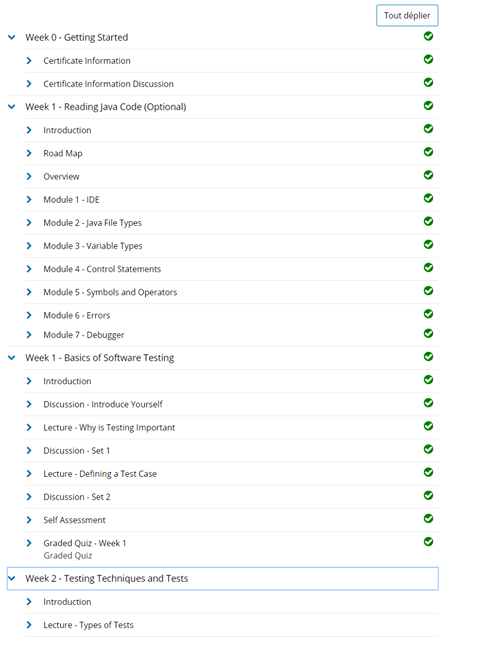 Tout déplier
Week 0 - Getting Started
Certificate Information
Certificate Information Discussion
Week 1 - Reading Java Code (Optional)
Introduction
Road Map
Overview
Module 1 - IDE
Module 2 - Java File Types
Module 3 - Variable Types
Module 4 - Control Statements
Module 5 - Symbols and Operators
Module 6 - Errors
Module 7 - Debugger
Week 1 - Basics of Software Testing
Introduction
Discussion - Introduce Yourself
Lecture - Why is Testing Important
Discussion - Set 1
Lecture - Defining a Test Case
Discussion - Set 2
Self Assessment
Graded Quiz - Week 1
Graded Quiz
Week 2 - Testing Techniques and Tests
Introduction
Lecture - Types of Tests